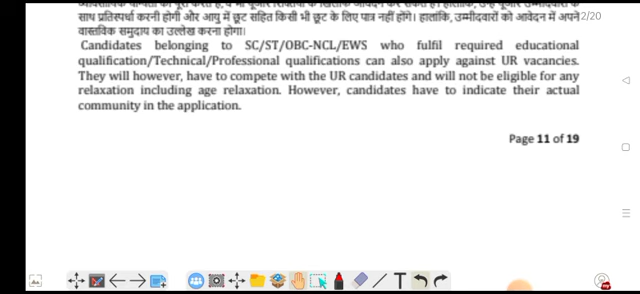 साथ प्रतिस्पर्धा करनी होगी और आयु में छूट सहित किसी भी छूट के लिए पात्र नहीं होंगे। हालांकि, उम्मीदवारों को आवेदन में अपने 2/20
वास्तविक समुदाय का उल्लेख करना होगा।
Candidates belonging to SC/ST/OBC-NCL/EWS who fulfil required educational
qualification/Technical/Professional qualifications can also apply against UR vacancies.
They will however, have to compete with the UR candidates and will not be eligible for any
relaxation including age relaxation. However, candidates have to indicate their actual
community in the application.
Page 11 of 19
T